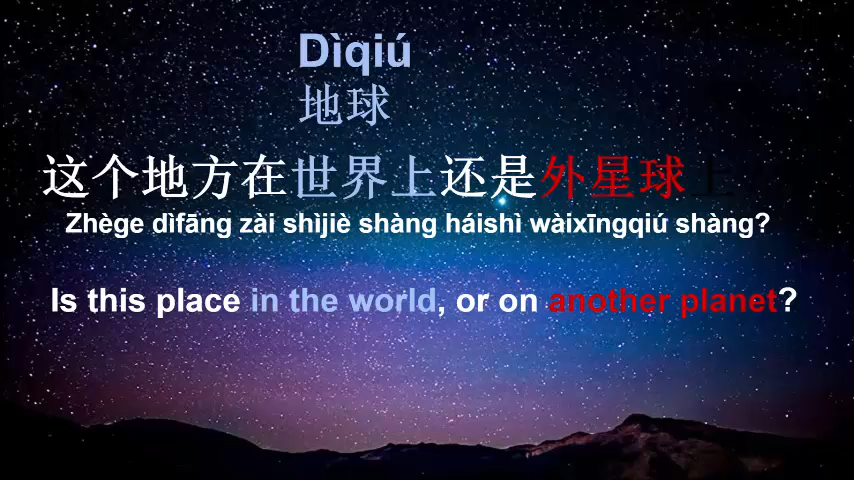 Dìqiú
地球
这个地方在世界上还是外星球上
Zhège dìfāng zài shìjiè shàng háishì wàixīngqiú shàng?
Is this place in the world, or on another planet?